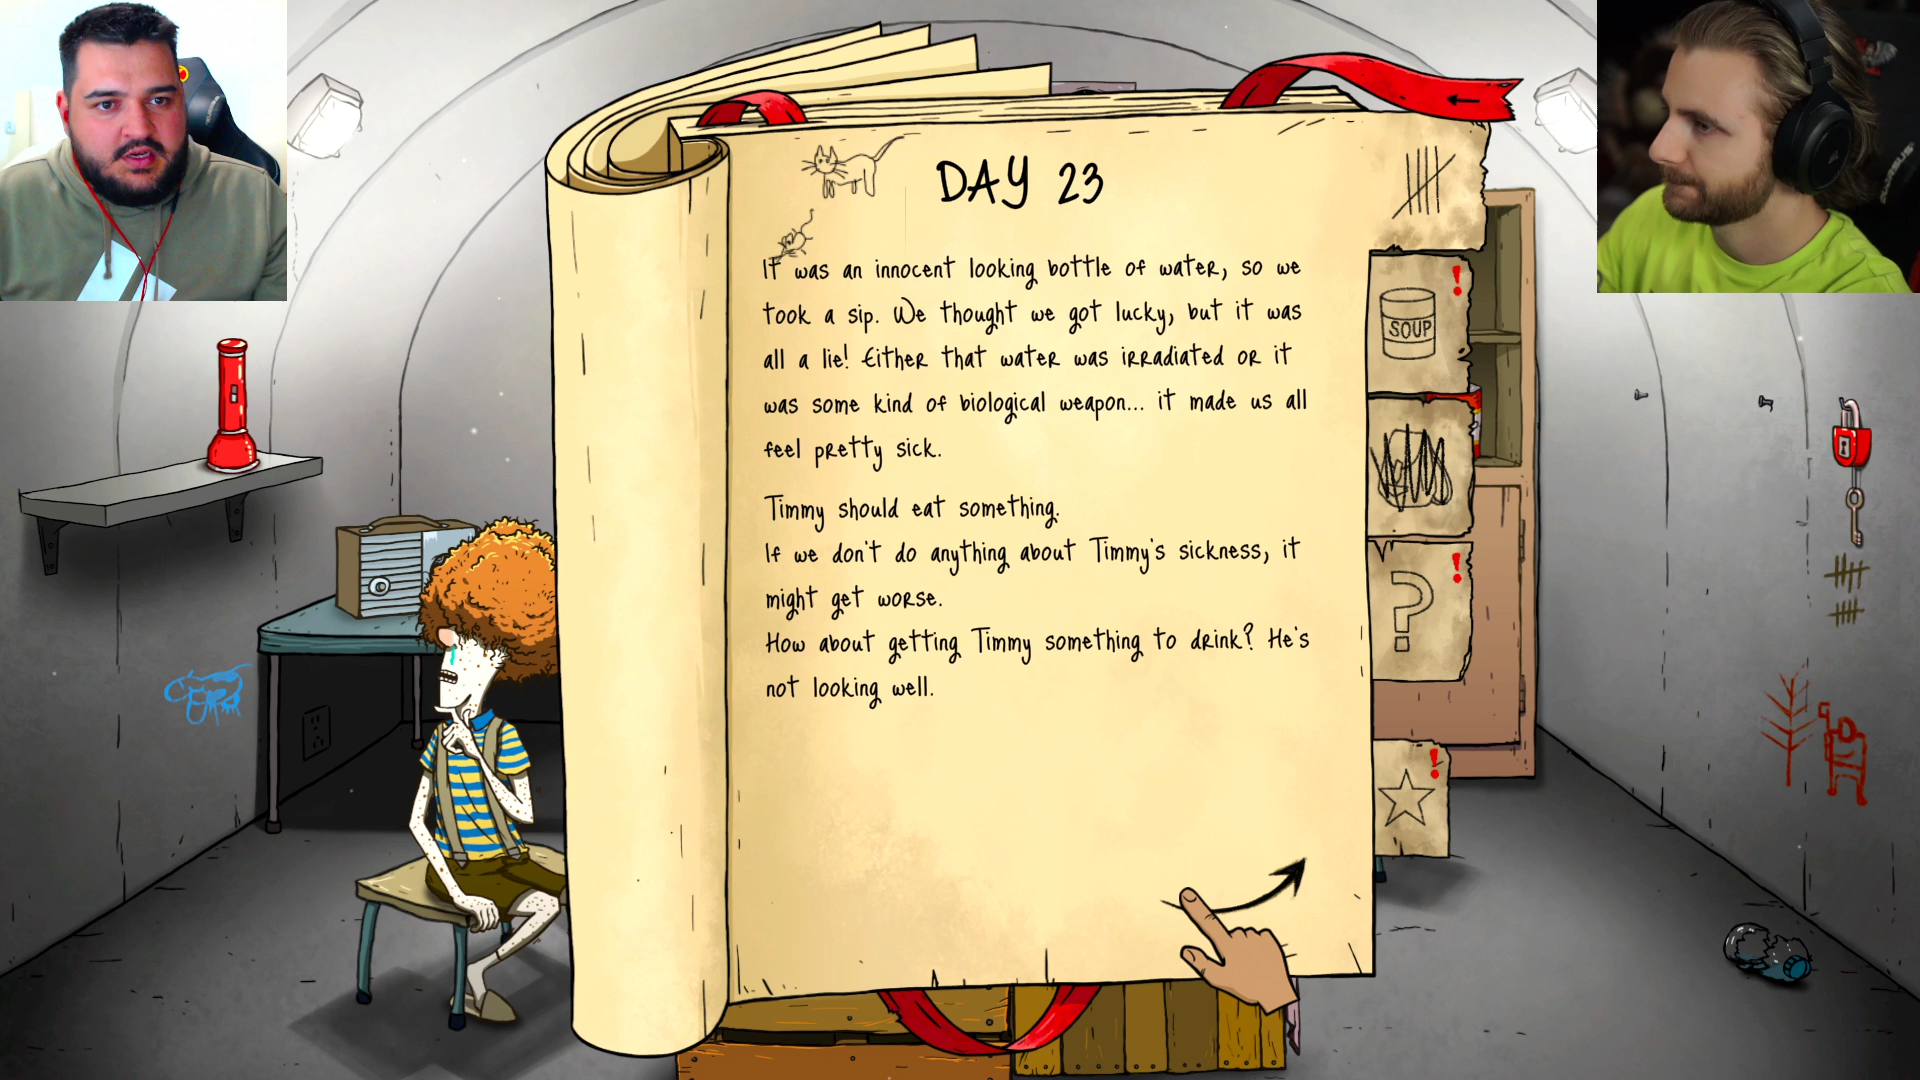 DAY 23
It was an innocent looking bottle of water, so we
took a sip. We thought we got lucky, but it was
all a lie! Either that water was irradiated or it
was some kind of biological weapon... it made us all
feel pretty sick.
Timmy should eat something.
If we don't do anything about Timmy's sickness, it
might get worse.
How about getting Timmy something to drink? He's
not looking well.
!
SOUP
!
?
!